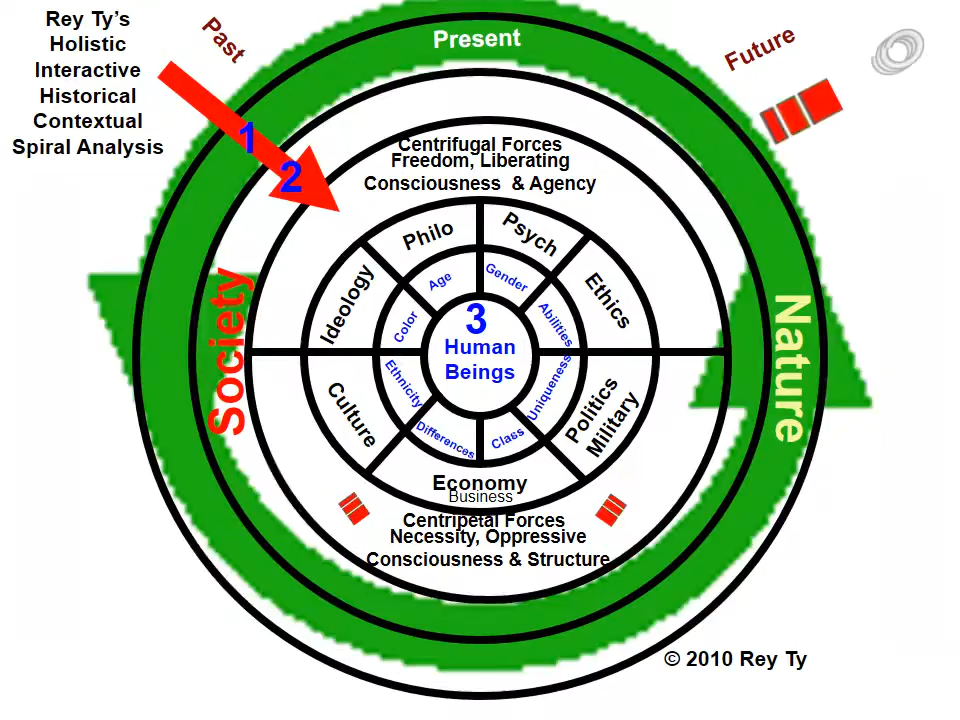 Rey Ty's
Holistic
Interactive
Historical
Contextual
Spiral Analysis
Past
Present
Future
1
2
Centrifugal Forces
Freedom, Liberating
Consciousness & Agency
Philo
Psych
Ideology
Ethics
Age
Gender
Color
Abilities
3
Human
Beings
Society
Nature
Ethnicity
Uniqueness
Culture
Politics
Military
Differences
Class
Economy
Business
Centripetal Forces
Necessity, Oppressive
Consciousness & Structure
© 2010 Rey Ty